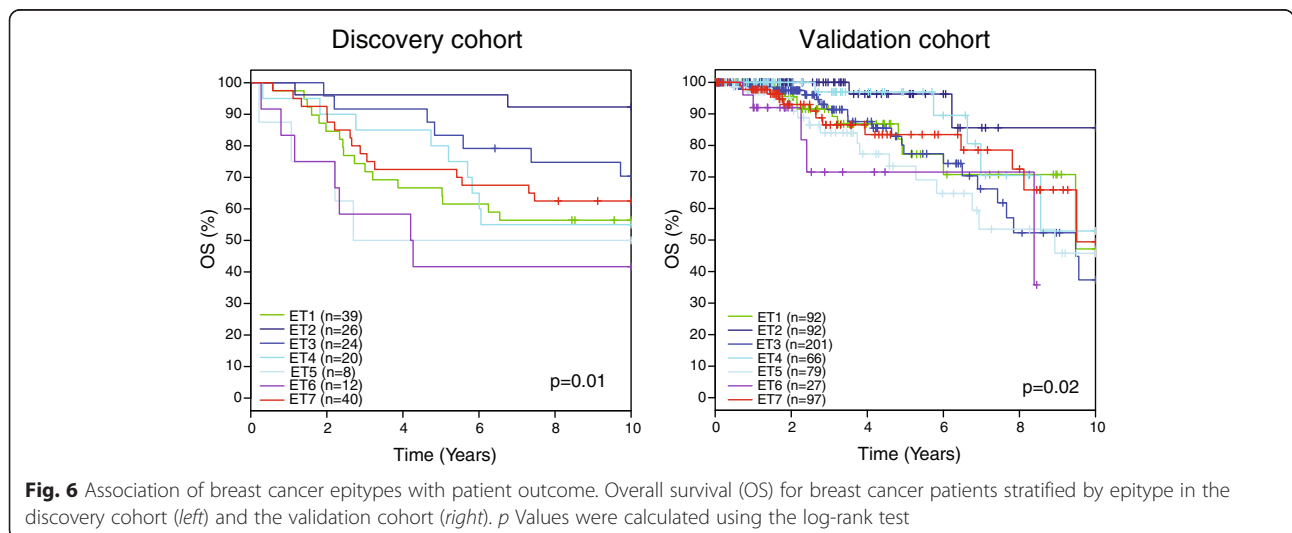 Discovery cohort
100
90
80
70
60
50
40
30
20
10
0
OS (%)
ET1 (n=39)
ET2 (n=26)
ET3 (n=24)
ET4 (n=20)
ET5 (n=8)
ET6 (n=12)
ET7 (n=40)
p=0.01
0 2 4 6 8 10
Time (Years)
Validation cohort
100
90
80
70
60
50
40
30
20
10
0
OS (%)
ET1 (n=92)
ET2 (n=92)
ET3 (n=201)
ET4 (n=66)
ET5 (n=79)
ET6 (n=27)
ET7 (n=97)
p=0.02
0 2 4 6 8 10
Time (Years)
Fig. 6 Association of breast cancer epitypes with patient outcome. Overall survival (OS) for breast cancer patients stratified by epitype in the
discovery cohort (left) and the validation cohort (right). p Values were calculated using the log-rank test